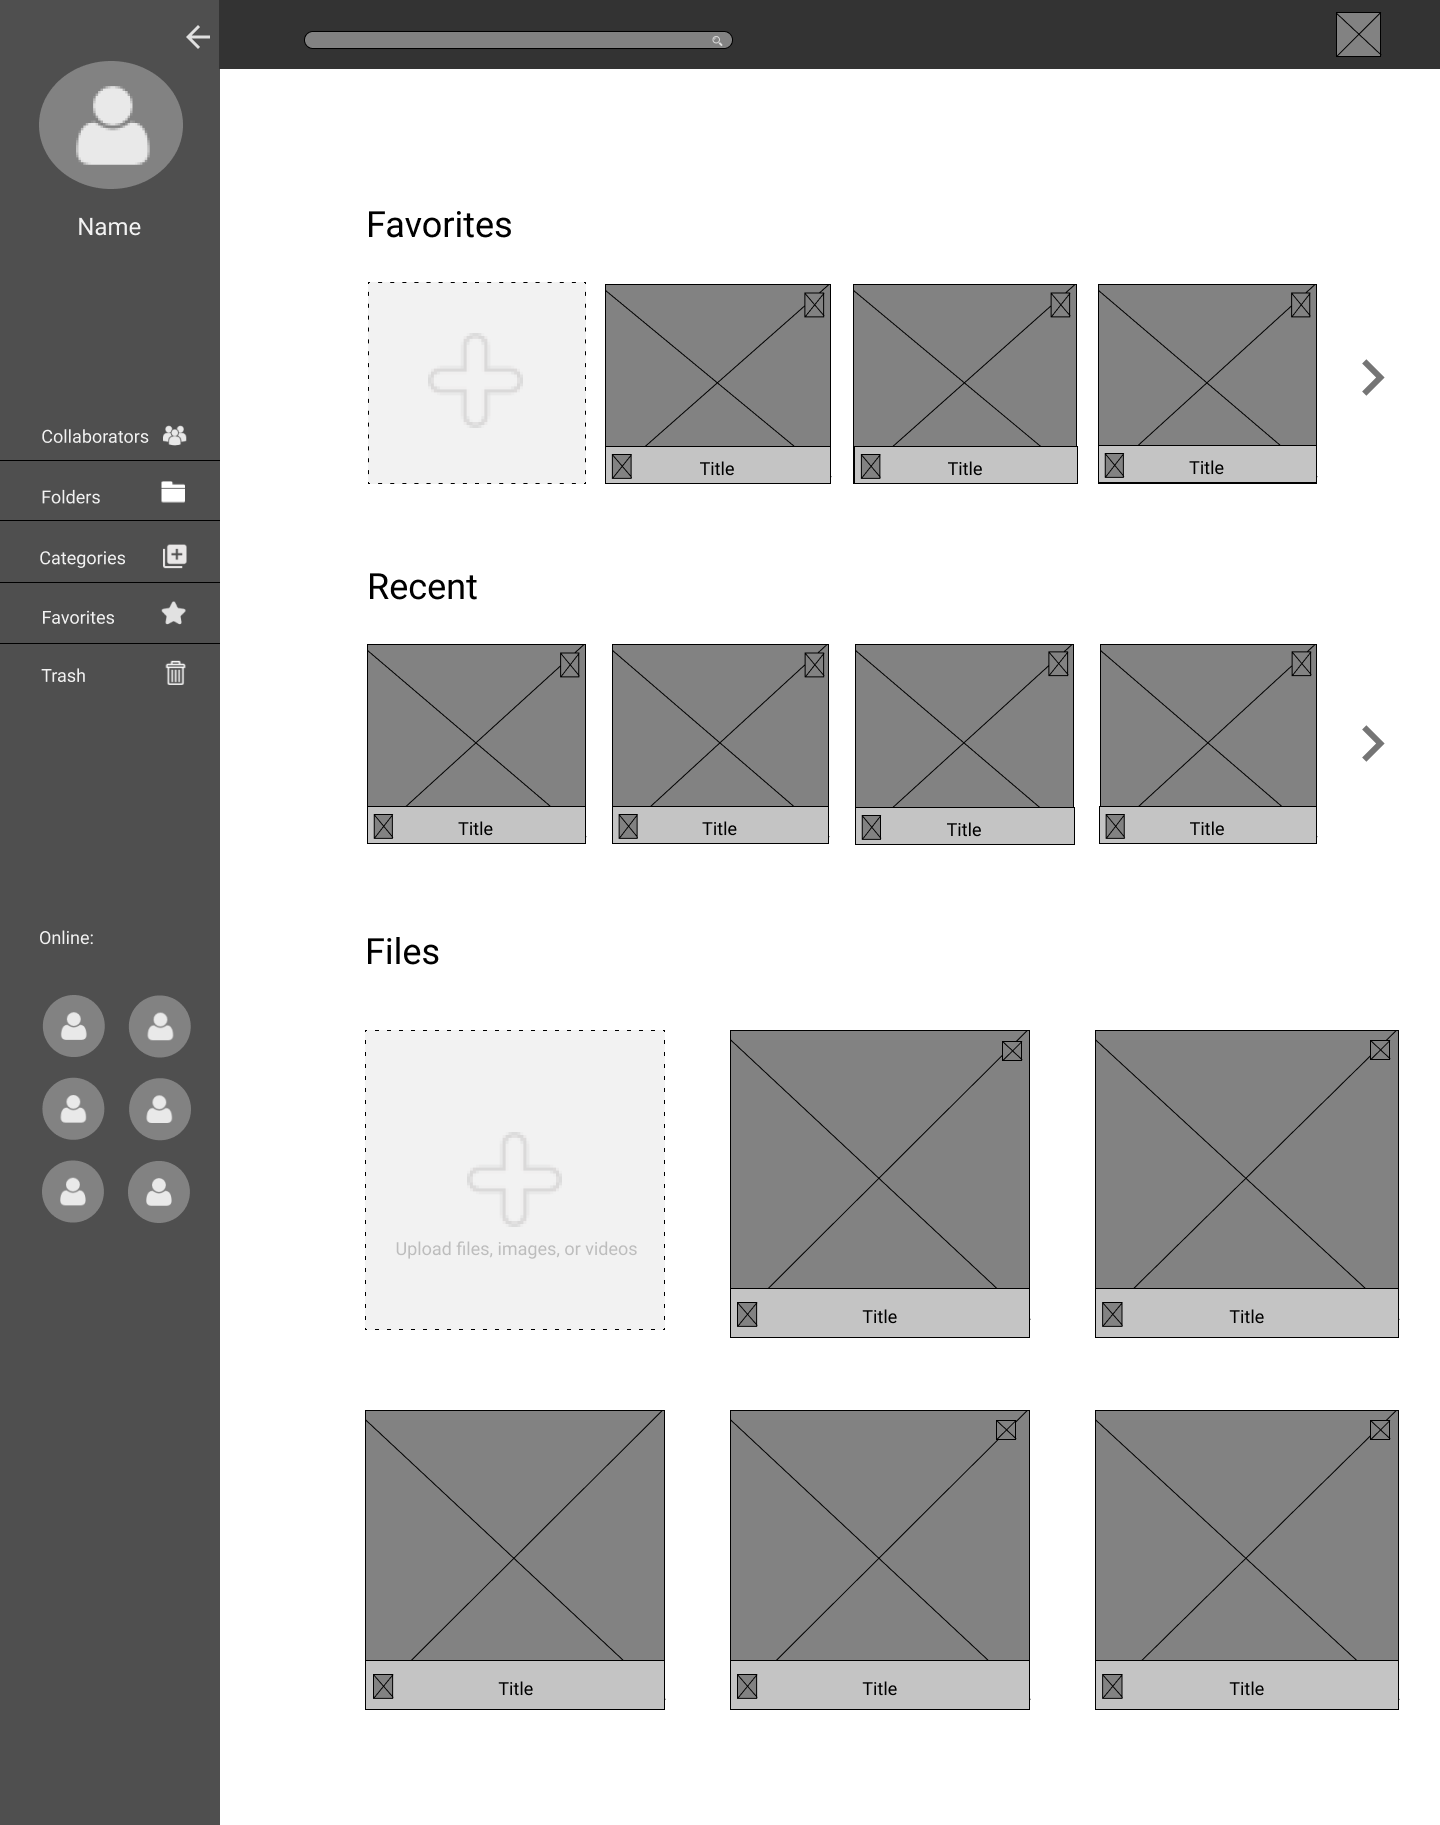 Name
Collaborators
Folders
Categories
Favorites
Trash
Online:
Favorites
Title
Title
Title
Recent
Title
Title
Title
Title
Files
Upload files, images, or videos
Title
Title
Title
Title
Title